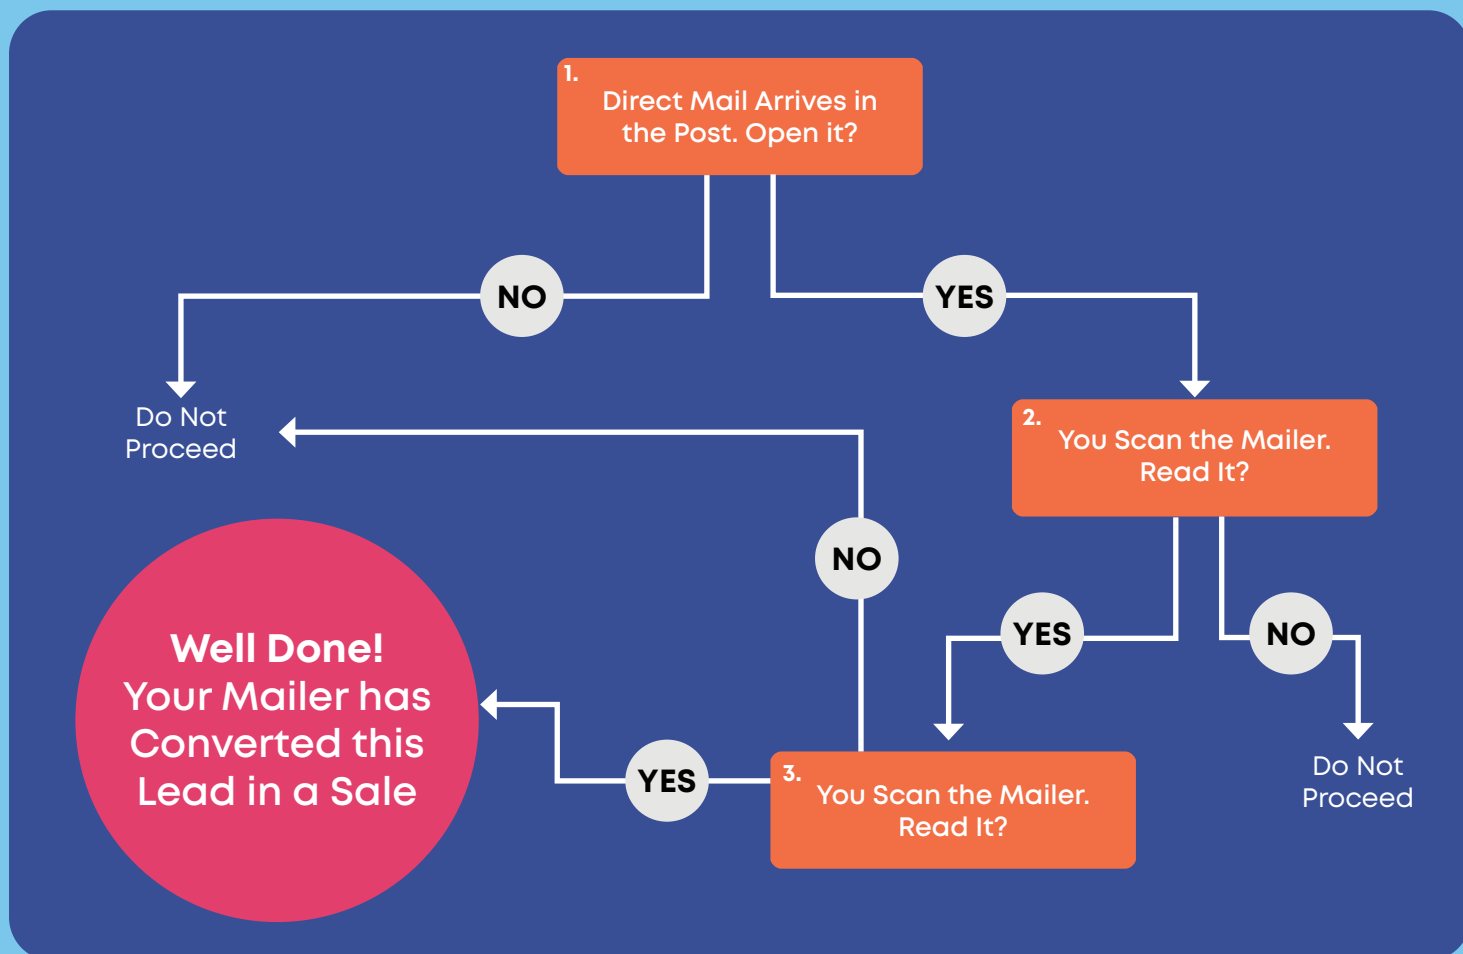 1.
Direct Mail Arrives in
the Post. Open it?
NO
YES
Do Not
Proceed
2.
You Scan the Mailer.
Read It?
NO
YES
NO
Well Done!
Your Mailer has
Converted this
Lead in a Sale
YES
3.
You Scan the Mailer.
Read It?
Do Not
Proceed